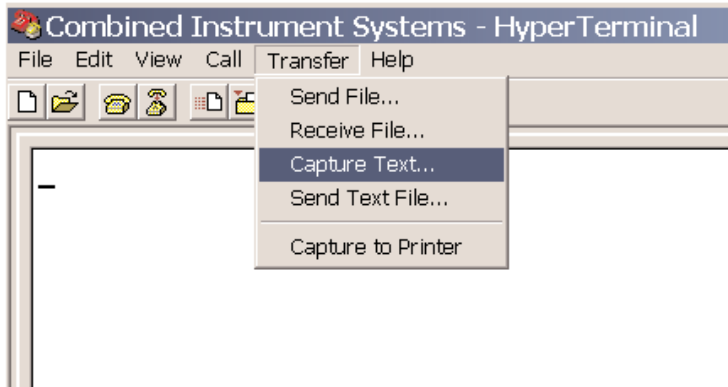 Combined Instrument Systems - HyperTerminal
File Edit View Call Transfer Help
Send File...
Receive File...
Capture Text...
Send Text File...
Capture to Printer